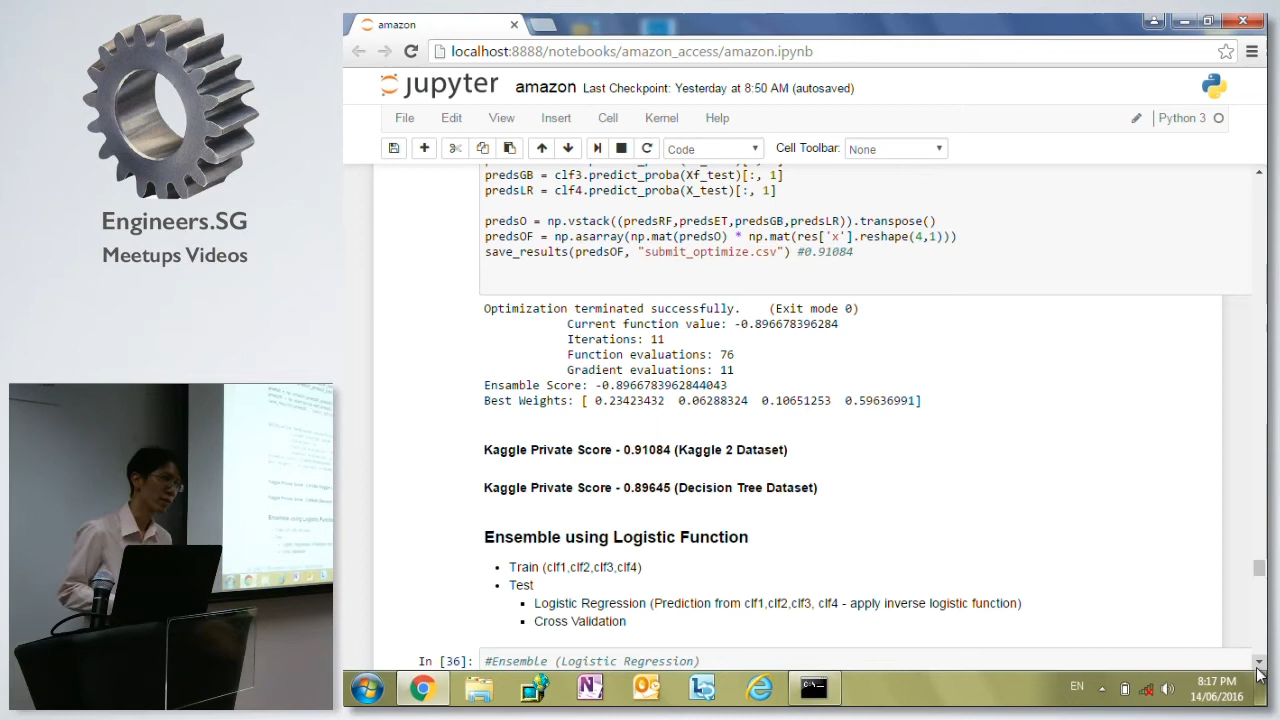 Engineers.SG
Meetups Videos
amazon
localhost:8888/notebooks/amazon_access/amazon.ipynb
jupyter amazon Last Checkpoint: Yesterday at 8:50 AM (autosaved)
File Edit View Insert Cell Kernel Help Python 3
Code Cell Toolbar: None
predsGB = clf3.predict_proba(Xf_test)[:, 1]
predsLR = clf4.predict_proba(X_test)[:, 1]
predsO = np.vstack((predsRF,predsET,predsGB,predsLR)).transpose()
predsOF = np.asarray(np.mat(predsO) * np.mat(res['x'].reshape(4,1)))
save_results(predsOF, "submit_optimize.csv") #0.91084
Optimization terminated successfully. (Exit mode 0)
Current function value: -0.896678396284
Iterations: 11
Function evaluations: 76
Gradient evaluations: 11
Ensamble Score: -0.8966783962844043
Best Weights: [ 0.23423432 0.06288324 0.10651253 0.59636991]
Kaggle Private Score - 0.91084 (Kaggle 2 Dataset)
Kaggle Private Score - 0.89645 (Decision Tree Dataset)
Ensemble using Logistic Function
Train (clf1,clf2,clf3,clf4)
Test
Logistic Regression (Prediction from clf1,clf2,clf3, clf4 - apply inverse logistic function)
Cross Validation
In [36]: #Ensemble (Logistic Regression)
EN
8:17 PM
14/06/2016